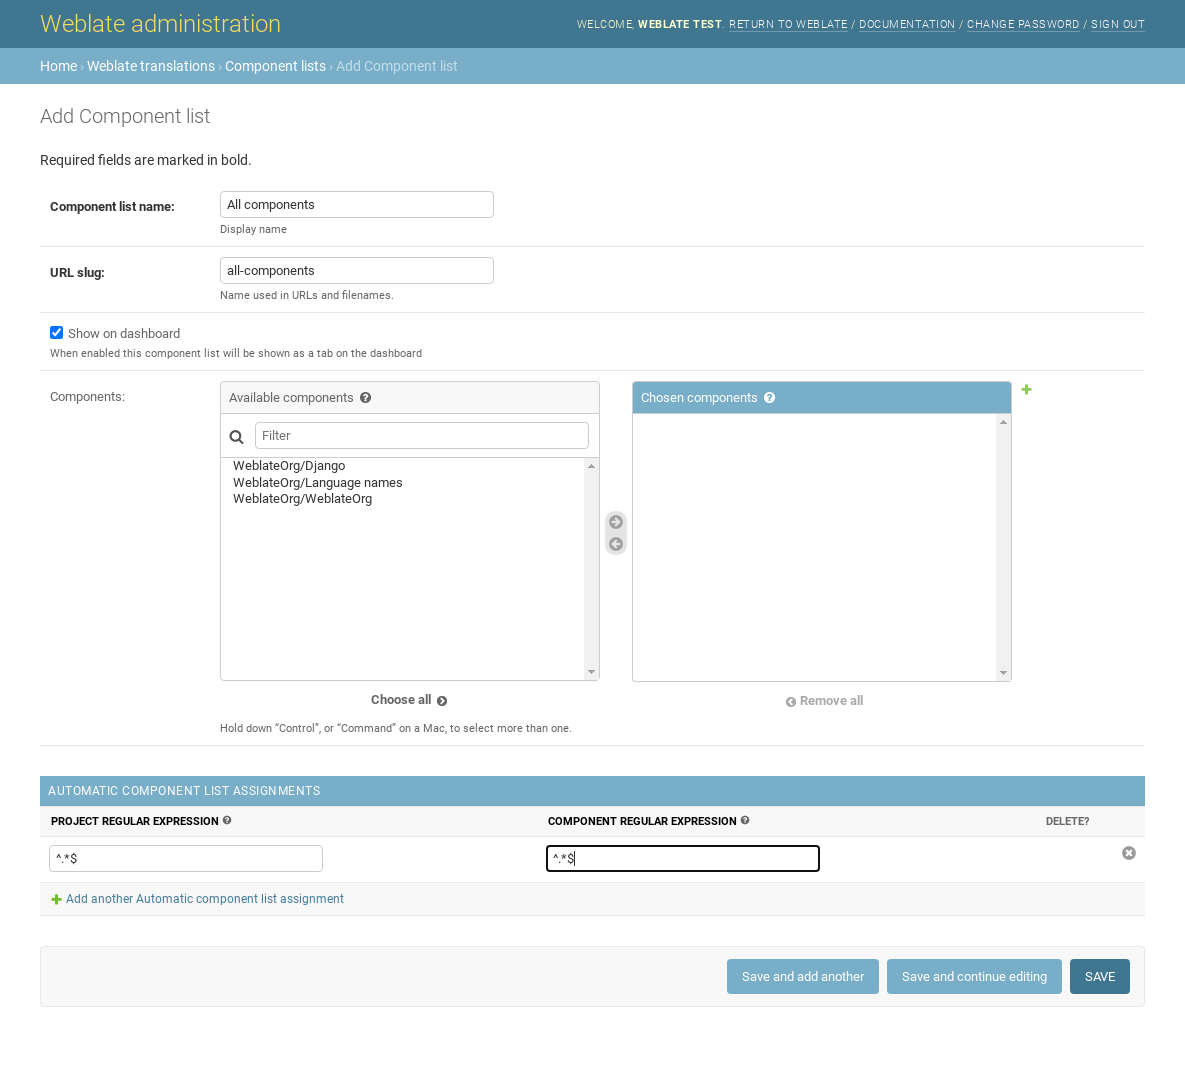 Weblate administration
WELCOME, WEBLATE TEST. RETURN TO WEBLATE / DOCUMENTATION / CHANGE PASSWORD / SIGN OUT
Home › Weblate translations › Component lists › Add Component list
Add Component list
Required fields are marked in bold.
Component list name:
All components
Display name
URL slug:
all-components
Name used in URLs and filenames.
Show on dashboard
When enabled this component list will be shown as a tab on the dashboard
Components:
Available components
Filter
WeblateOrg/Django
WeblateOrg/Language names
WeblateOrg/WeblateOrg
Choose all
Chosen components
Remove all
Hold down “Control”, or “Command” on a Mac, to select more than one.
AUTOMATIC COMPONENT LIST ASSIGNMENTS
PROJECT REGULAR EXPRESSION
COMPONENT REGULAR EXPRESSION
DELETE?
^.*$
^.*$
Add another Automatic component list assignment
Save and add another
Save and continue editing
SAVE